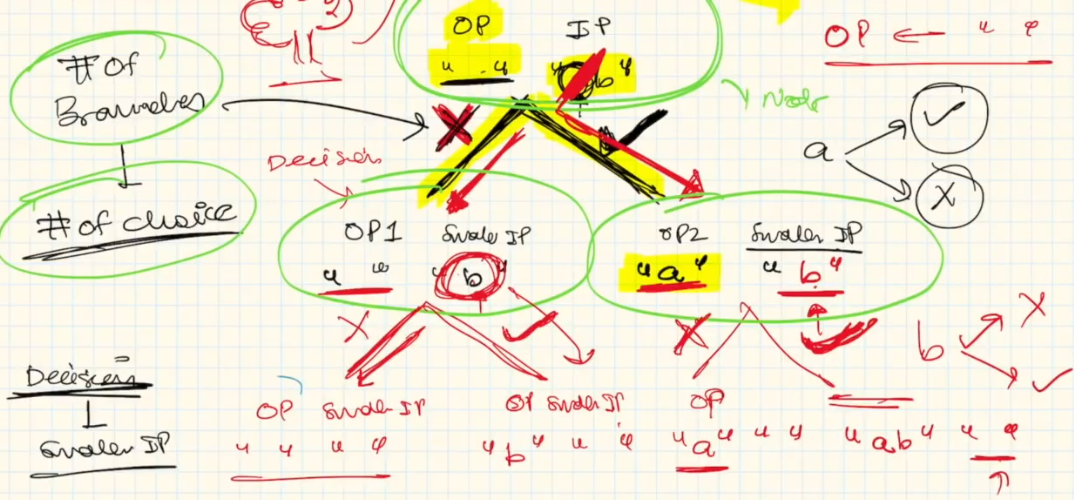 OP IP
" " " b "
OP ← " "
# of
Branches
Node
a
Decision
# of choice
OP1 Smaller IP
" " " b "
OP2 Smaller IP
"a" " b "
b
Decision
Smaller IP
OP Smaller IP
" " " "
OP Smaller IP
"b" " "
OP
"a" " "
"ab" " "